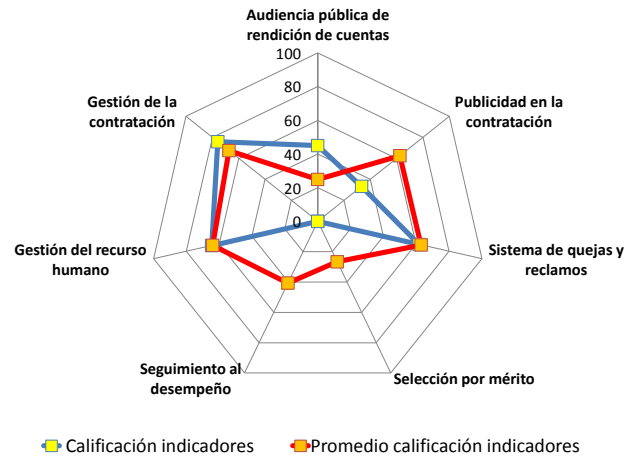 Audiencia pública de
rendición de cuentas
100
80
60
40
20
0
Publicidad en la
contratación
Sistema de quejas y
reclamos
Selección por mérito
Seguimiento al
desempeño
Gestión del recurso
humano
Gestión de la
contratación
Calificación indicadores
Promedio calificación indicadores